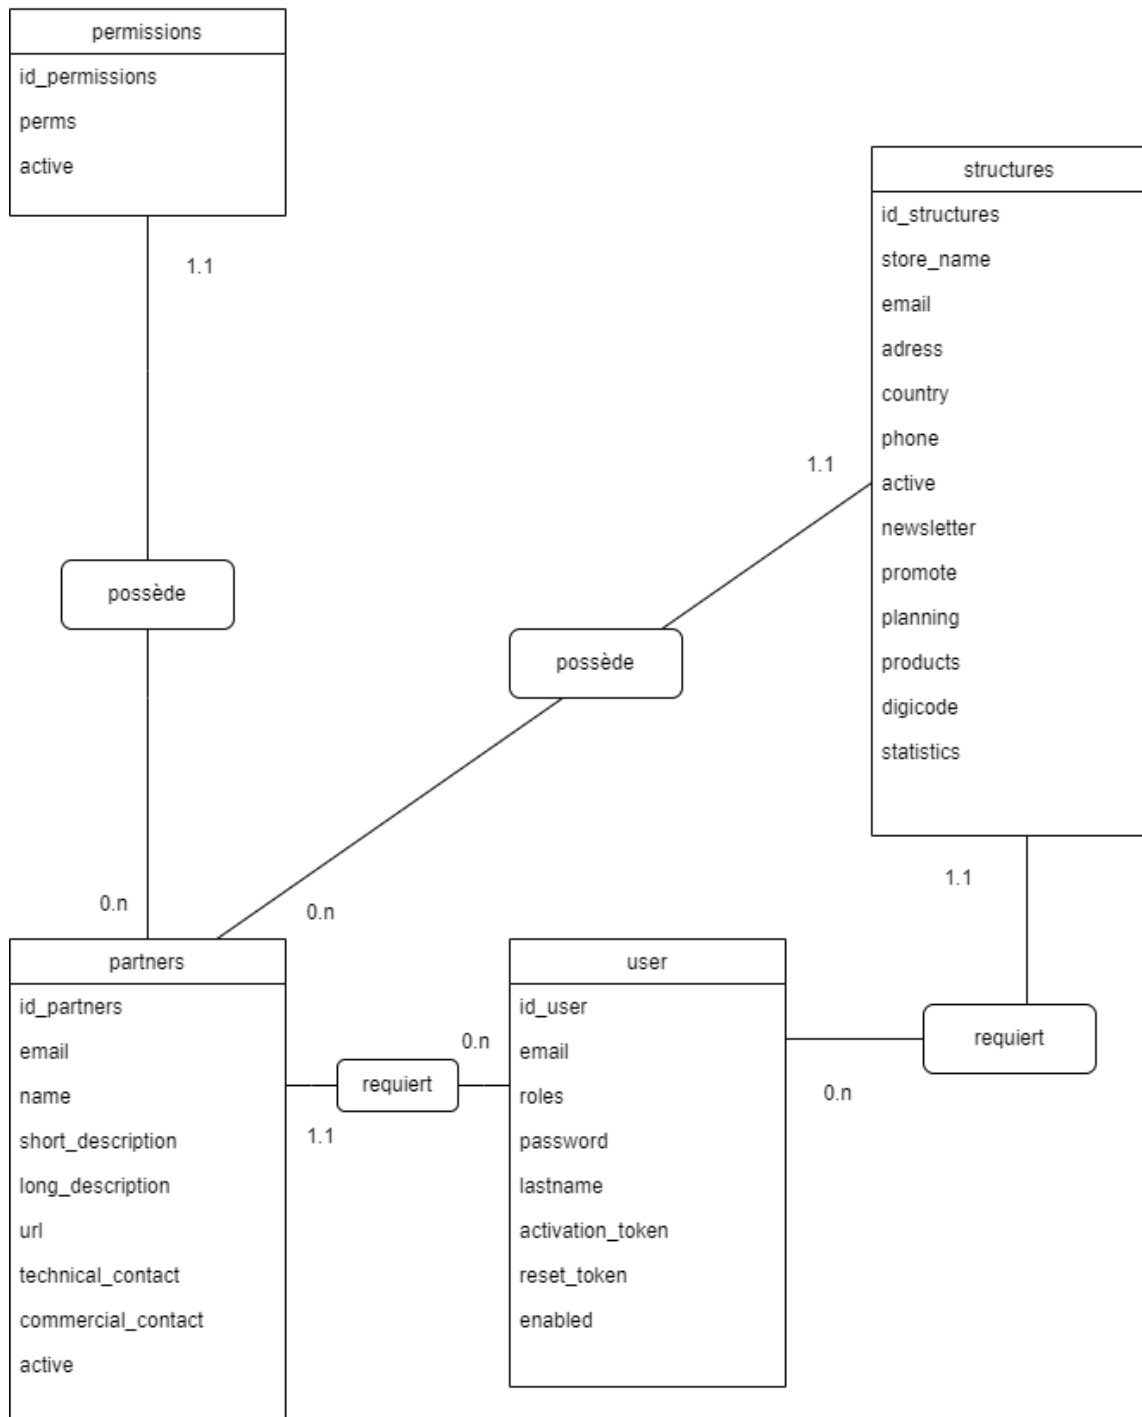 permissions
id_permissions
perms
active
1.1
possède
0.n
structures
id_structures
store_name
email
adress
country
phone
active
newsletter
promote
planning
products
digicode
statistics
1.1
possède
0.n
1.1
requiert
0.n
partners
id_partners
email
name
short_description
long_description
url
technical_contact
commercial_contact
active
1.1
requiert
0.n
user
id_user
email
roles
password
lastname
activation_token
reset_token
enabled